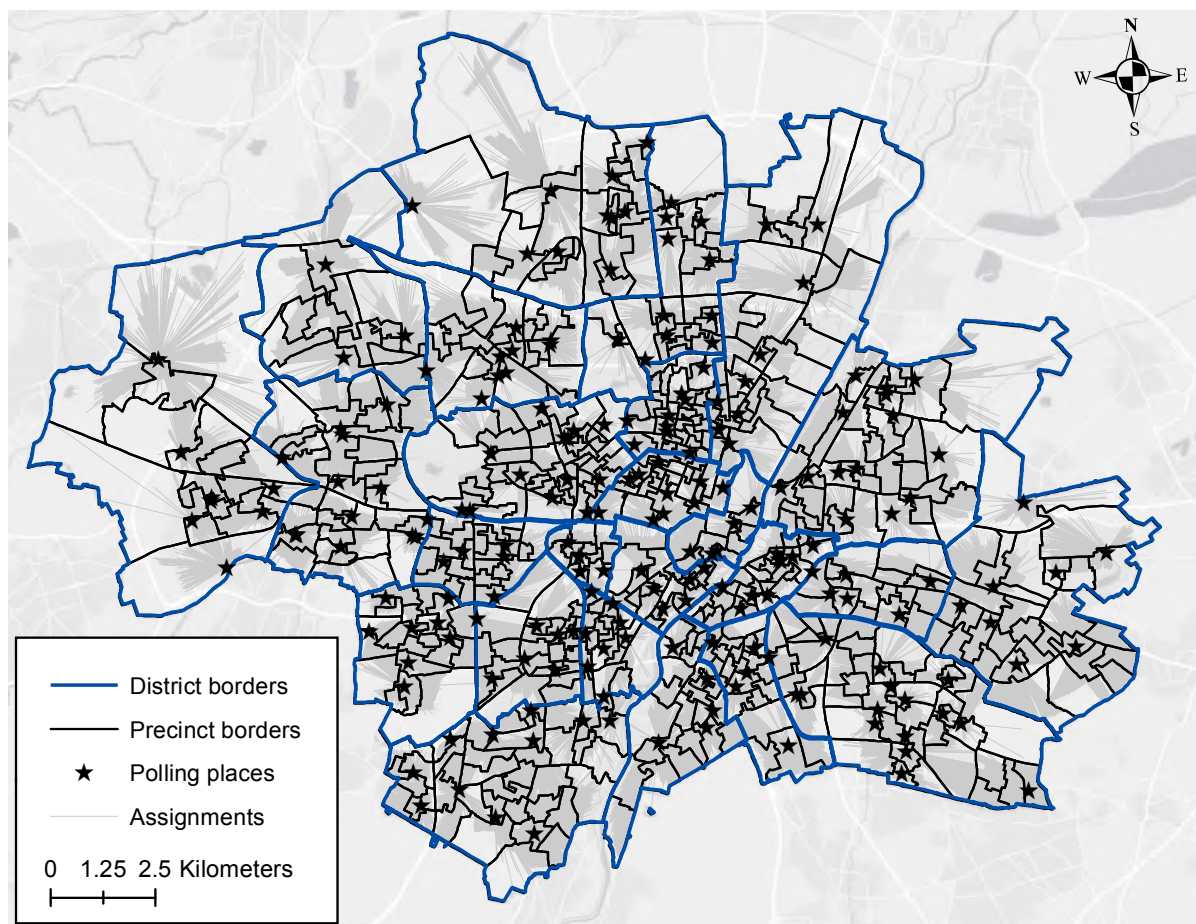 N
W E
S
District borders
Precinct borders
Polling places
Assignments
0 1.25 2.5 Kilometers